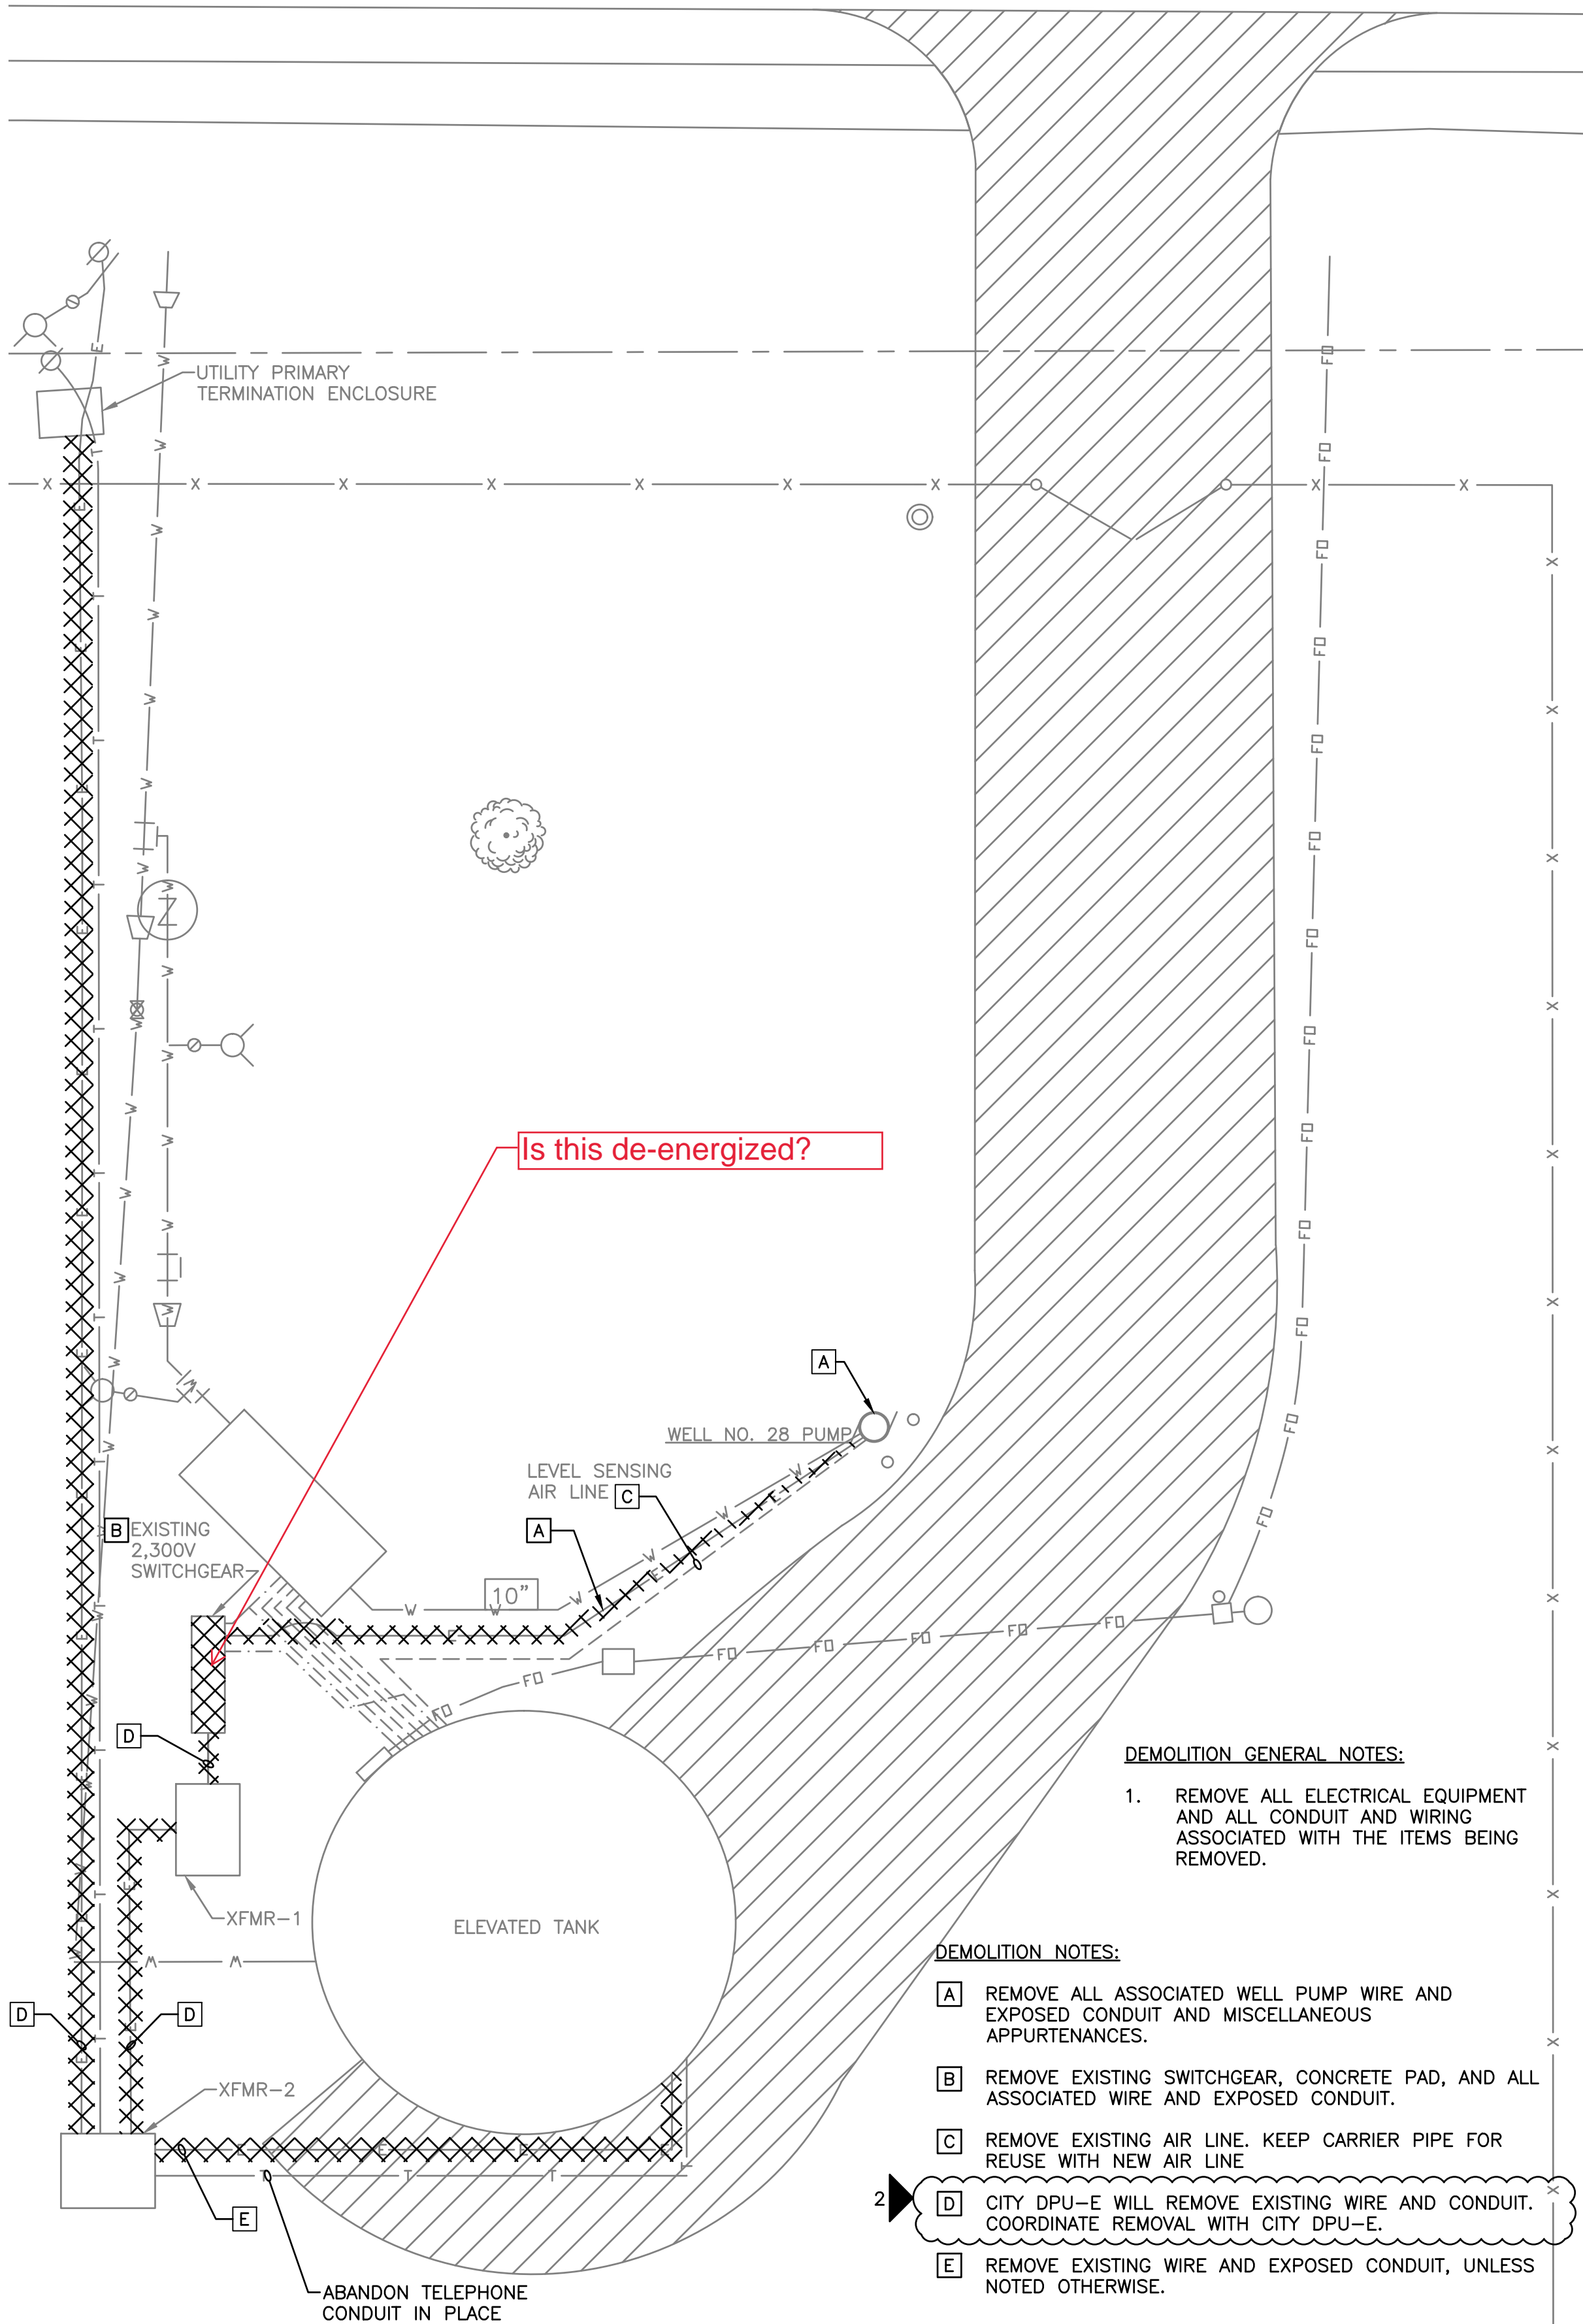 UTILITY PRIMARY
TERMINATION ENCLOSURE
Is this de-energized?
A
WELL NO. 28 PUMP
LEVEL SENSING
AIR LINE
C
A
B
EXISTING
2,300V
SWITCHGEAR
10"
D
XFMR-1
ELEVATED TANK
D
D
XFMR-2
E
ABANDON TELEPHONE
CONDUIT IN PLACE
DEMOLITION GENERAL NOTES:
1. REMOVE ALL ELECTRICAL EQUIPMENT
AND ALL CONDUIT AND WIRING
ASSOCIATED WITH THE ITEMS BEING
REMOVED.
DEMOLITION NOTES:
A REMOVE ALL ASSOCIATED WELL PUMP WIRE AND
EXPOSED CONDUIT AND MISCELLANEOUS
APPURTENANCES.
B REMOVE EXISTING SWITCHGEAR, CONCRETE PAD, AND ALL
ASSOCIATED WIRE AND EXPOSED CONDUIT.
C REMOVE EXISTING AIR LINE. KEEP CARRIER PIPE FOR
REUSE WITH NEW AIR LINE
2
D CITY DPU-E WILL REMOVE EXISTING WIRE AND CONDUIT.
COORDINATE REMOVAL WITH CITY DPU-E.
E REMOVE EXISTING WIRE AND EXPOSED CONDUIT, UNLESS
NOTED OTHERWISE.